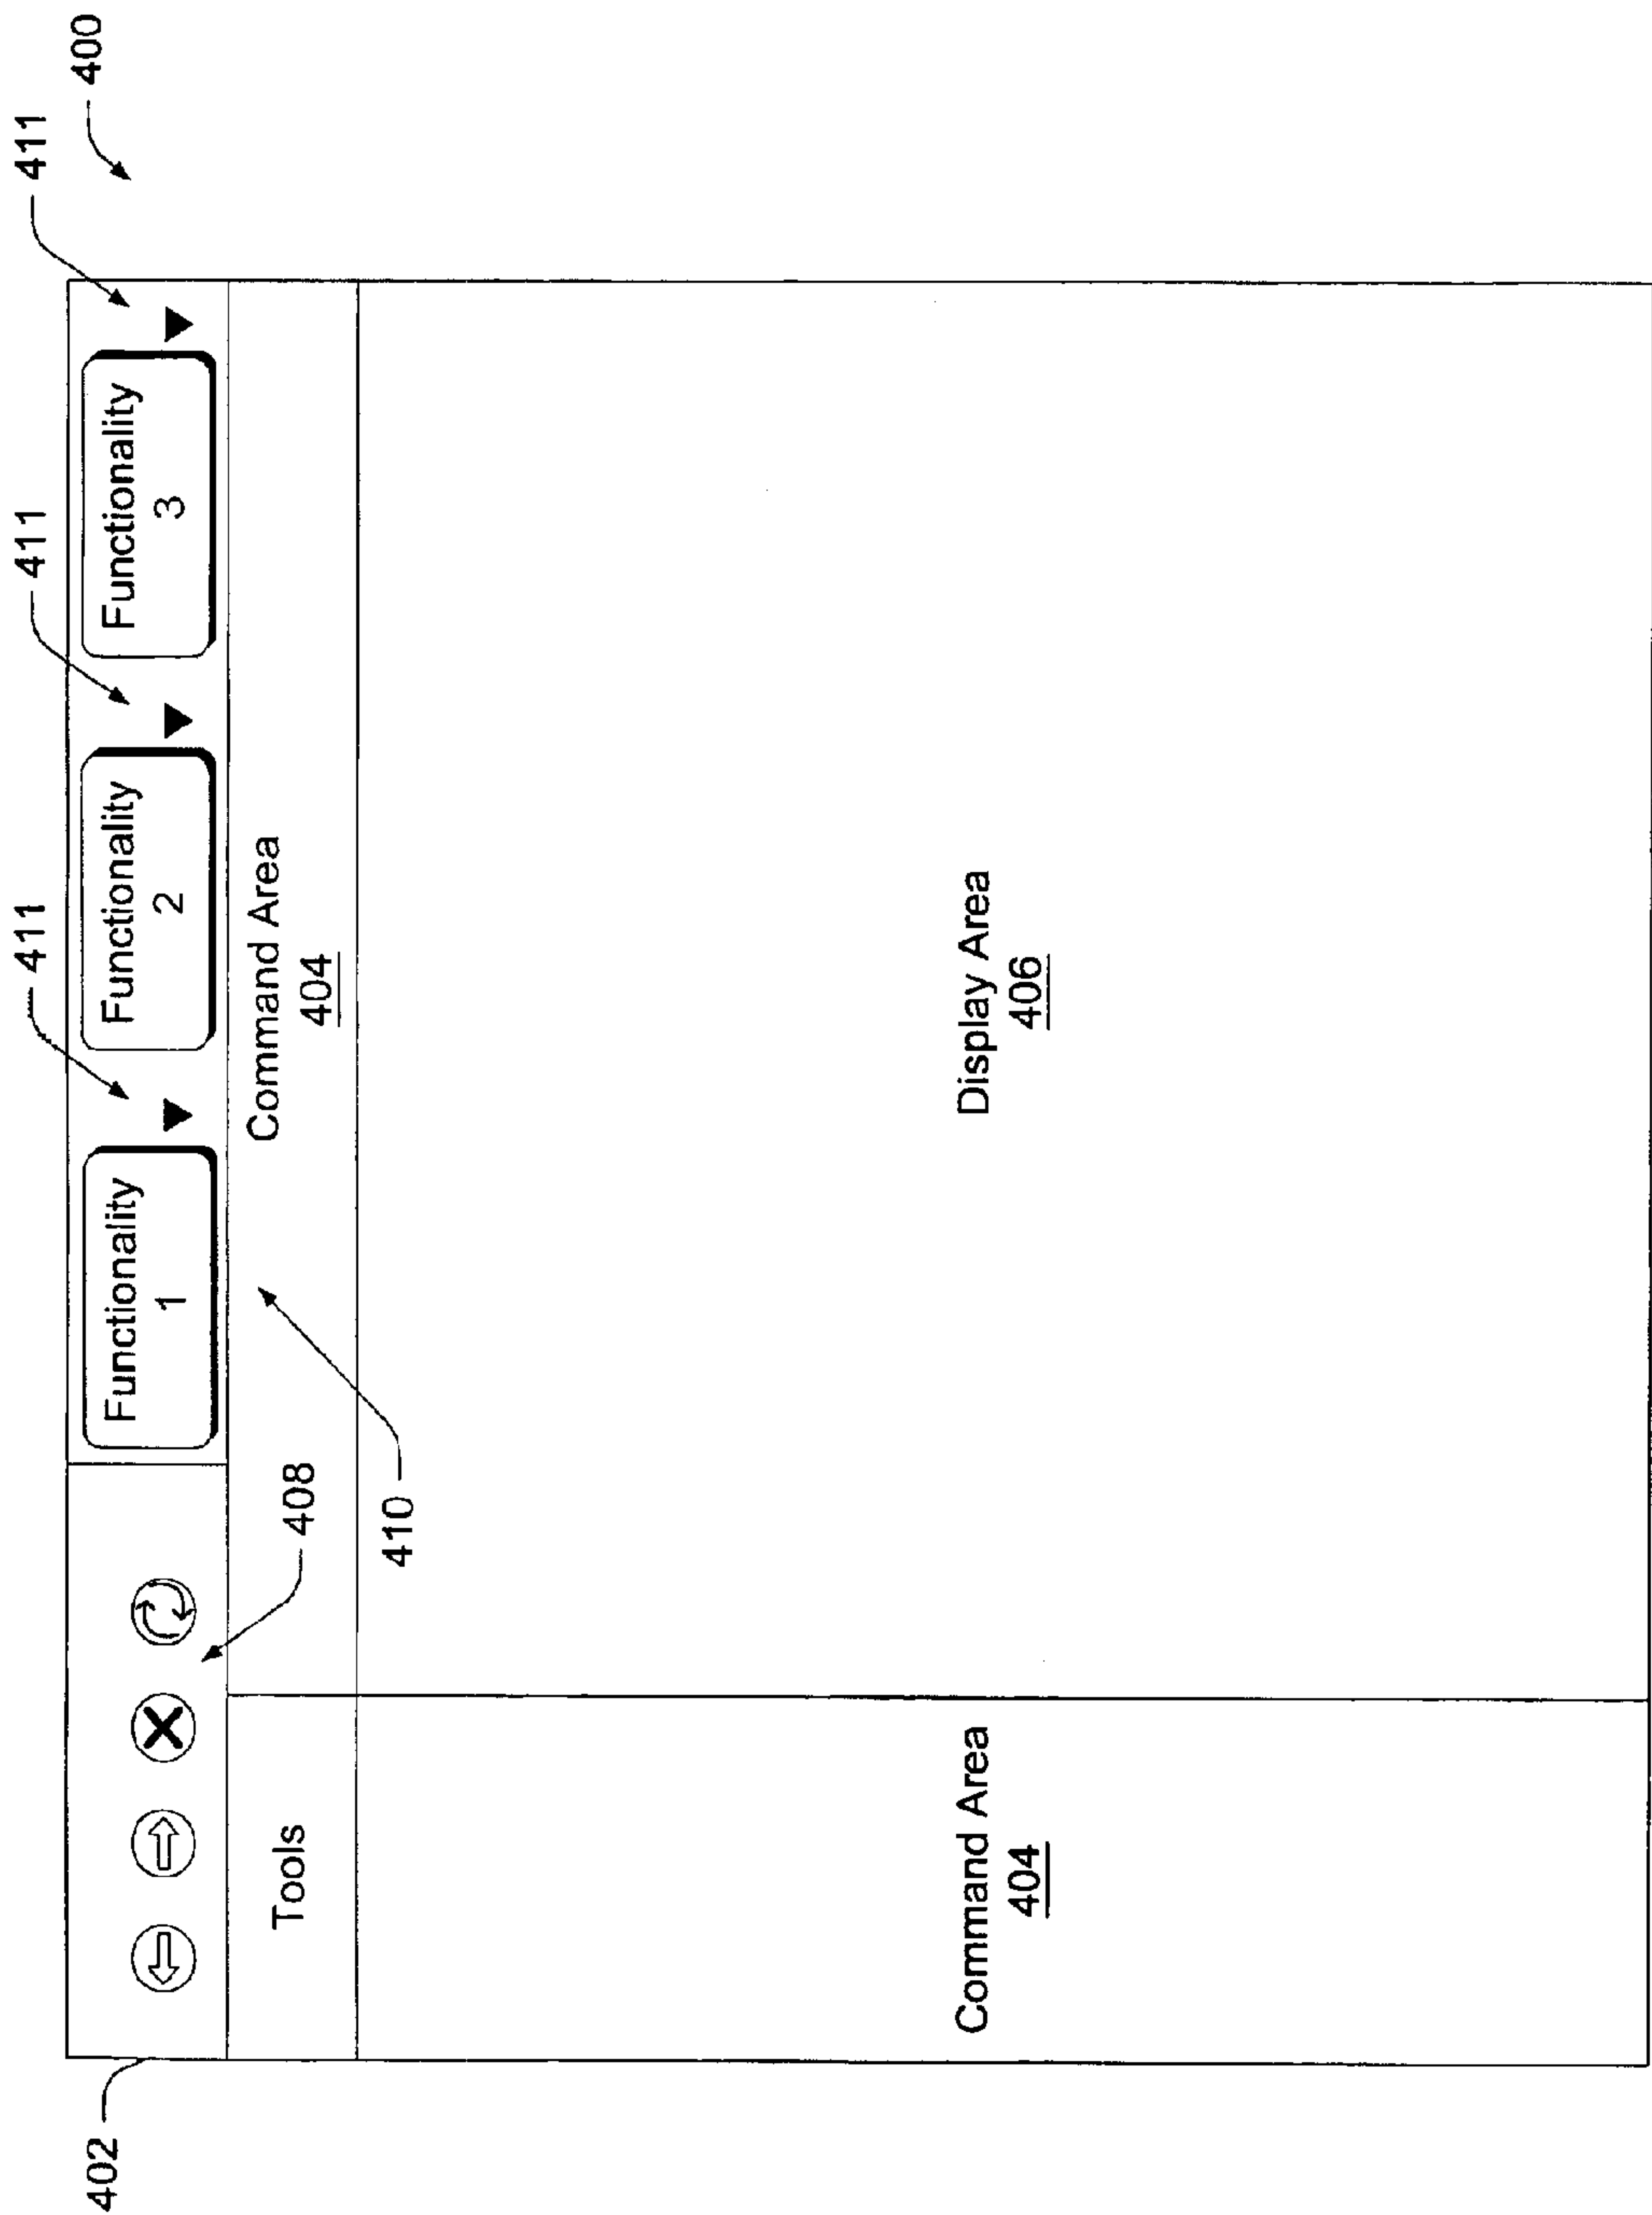 400
411
411
411
402
Functionality
1
Functionality
2
Functionality
3
408
Tools
Command Area
404
410
Command Area
404
Display Area
406